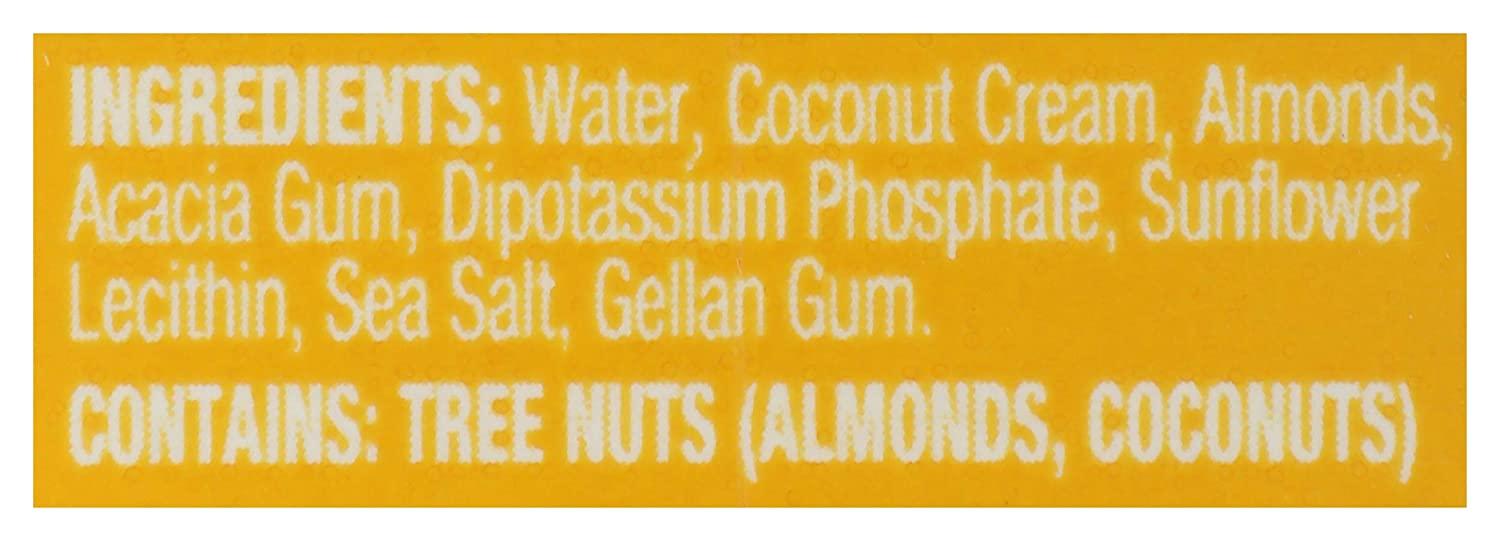 INGREDIENTS: Water, Coconut Cream, Almonds,
Acacia Gum, Dipotassium Phosphate, Sunflower
Lecithin, Sea Salt, Gellan Gum.
CONTAINS: TREE NUTS (ALMONDS, COCONUTS)